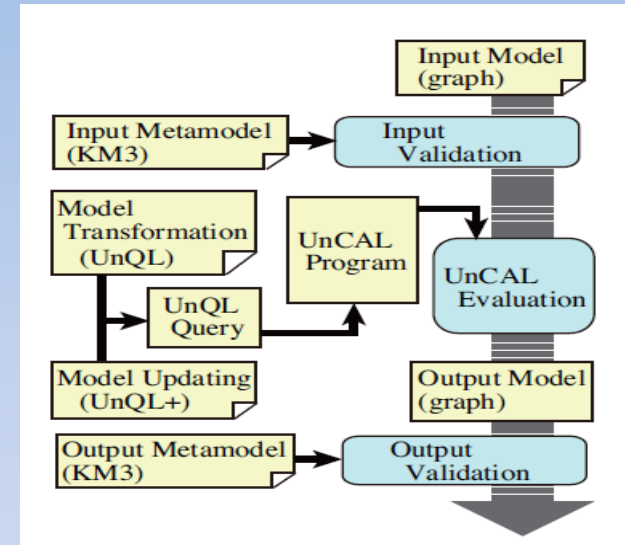 Input Model
(graph)
Input Metamodel
(KM3)
Input
Validation
Model
Transformation
(UnQL)
UnCAL
Program
UnQL
Query
UnCAL
Evaluation
Model Updating
(UnQL+)
Output Model
(graph)
Output Metamodel
(KM3)
Output
Validation